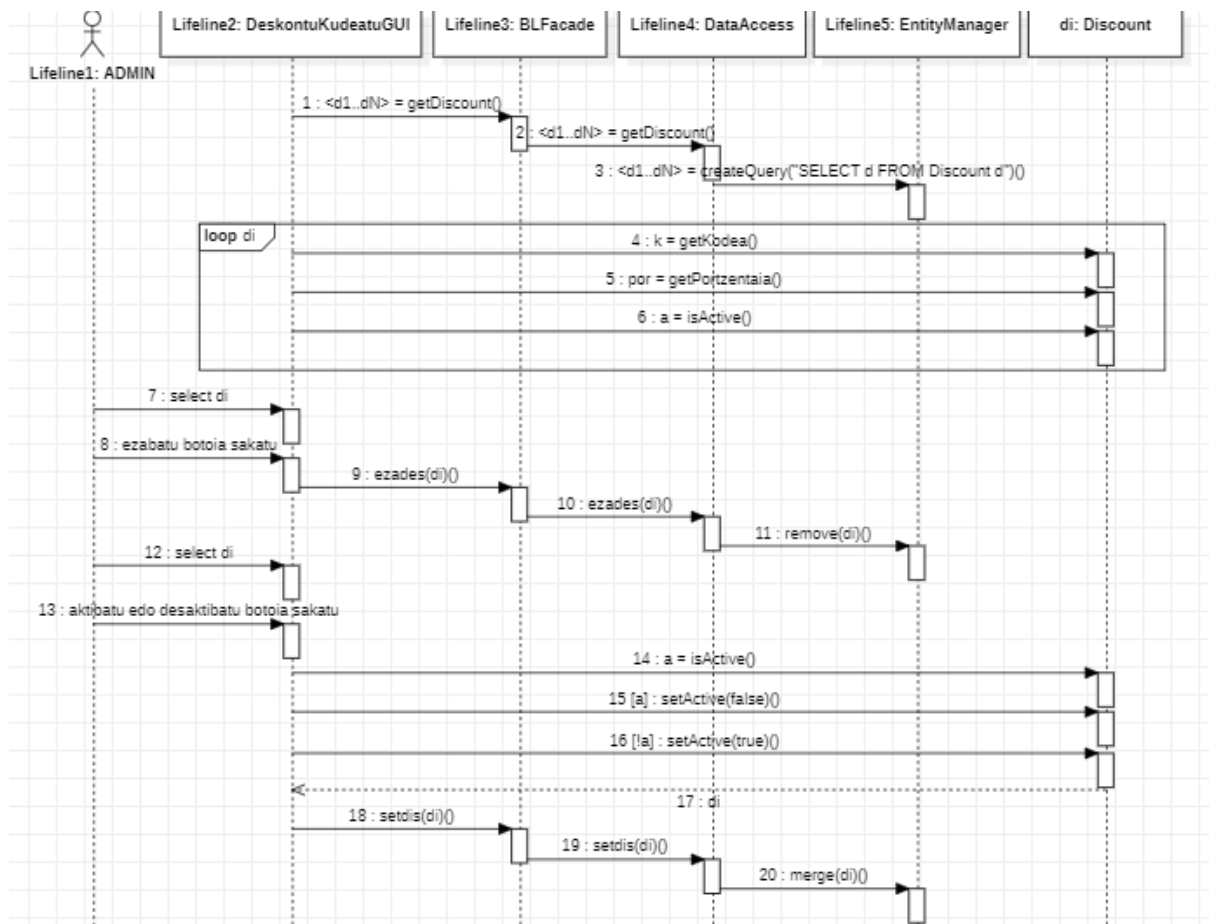 Lifeline2: DeskontuKudeatuGUI
Lifeline3: BLFacade
Lifeline4: DataAccess
Lifeline5: EntityManager
di: Discount
Lifeline1: ADMIN
1 : <d1..dN> = getDiscount()
2 : <d1..dN> = getDiscount()
3 : <d1..dN> = createQuery("SELECT d FROM Discount d")()
loop di
4 : k = getKodea()
5 : por = getPortzentaia()
6 : a = isActive()
7 : select di
8 : ezabatu botoia sakatu
9 : ezades(di)()
10 : ezades(di)()
11 : remove(di)()
12 : select di
13 : aktibatu edo desaktibatu botoia sakatu
14 : a = isActive()
15 [a] : setActive(false)()
16 [!a] : setActive(true)()
17 : di
18 : setdis(di)()
19 : setdis(di)()
20 : merge(di)()